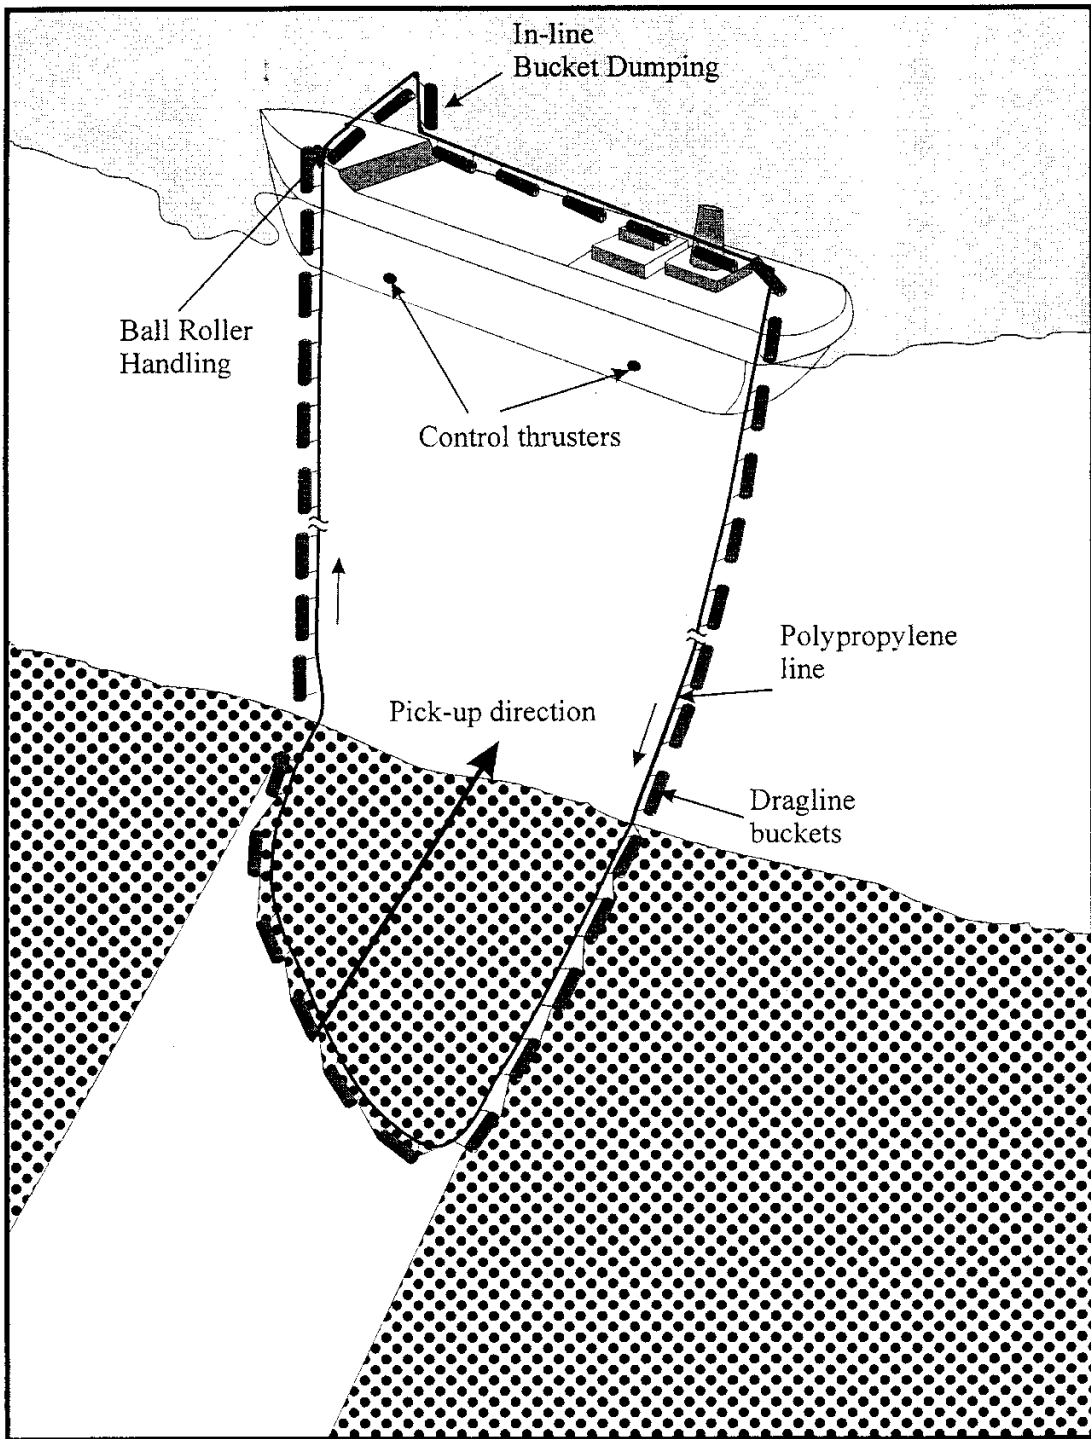 In-line
Bucket Dumping
Ball Roller
Handling
Control thrusters
Polypropylene
line
Pick-up direction
Dragline
buckets